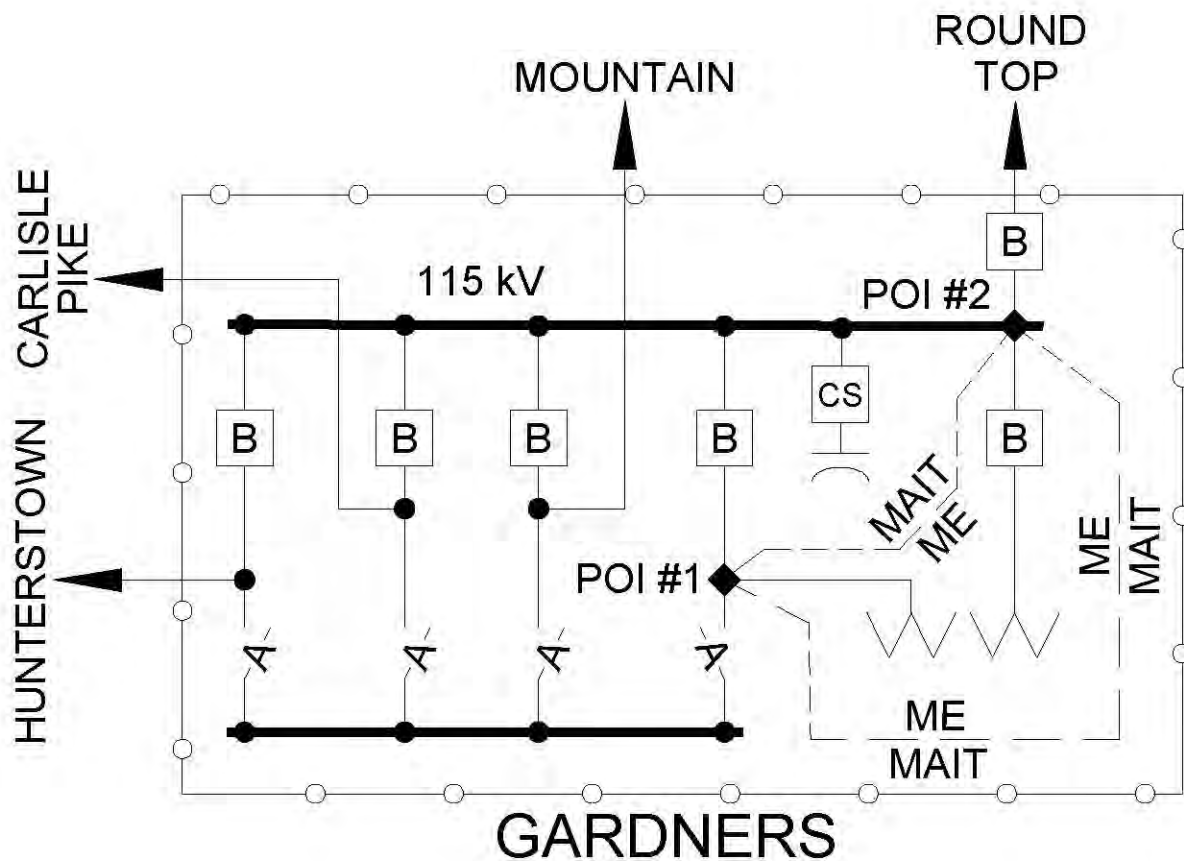 ROUND
TOP
MOUNTAIN
CARLISLE
PIKE
HUNTERSTOWN
115 kV
POI #2
B
CS
B
B
B
B
B
MAIT
ME
ME
MAIT
POI #1
A
A
A
A
ME
MAIT
GARDNERS